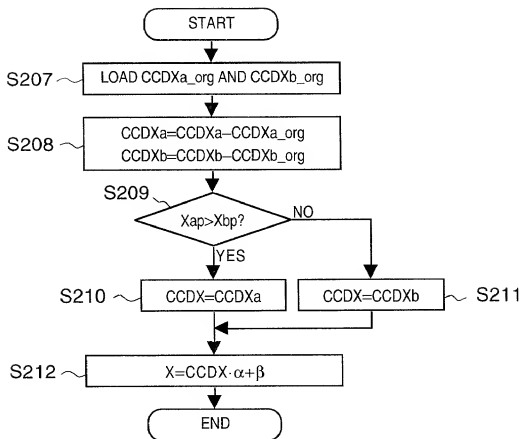 START
S207
LOAD CCDXa_org AND CCDXb_org
S208
CCDXa=CCDXa−CCDXa_org
CCDXb=CCDXb−CCDXb_org
S209
Xap>Xbp?
NO
YES
S210
CCDX=CCDXa
CCDX=CCDXb
S211
S212
X=CCDX·α+β
END